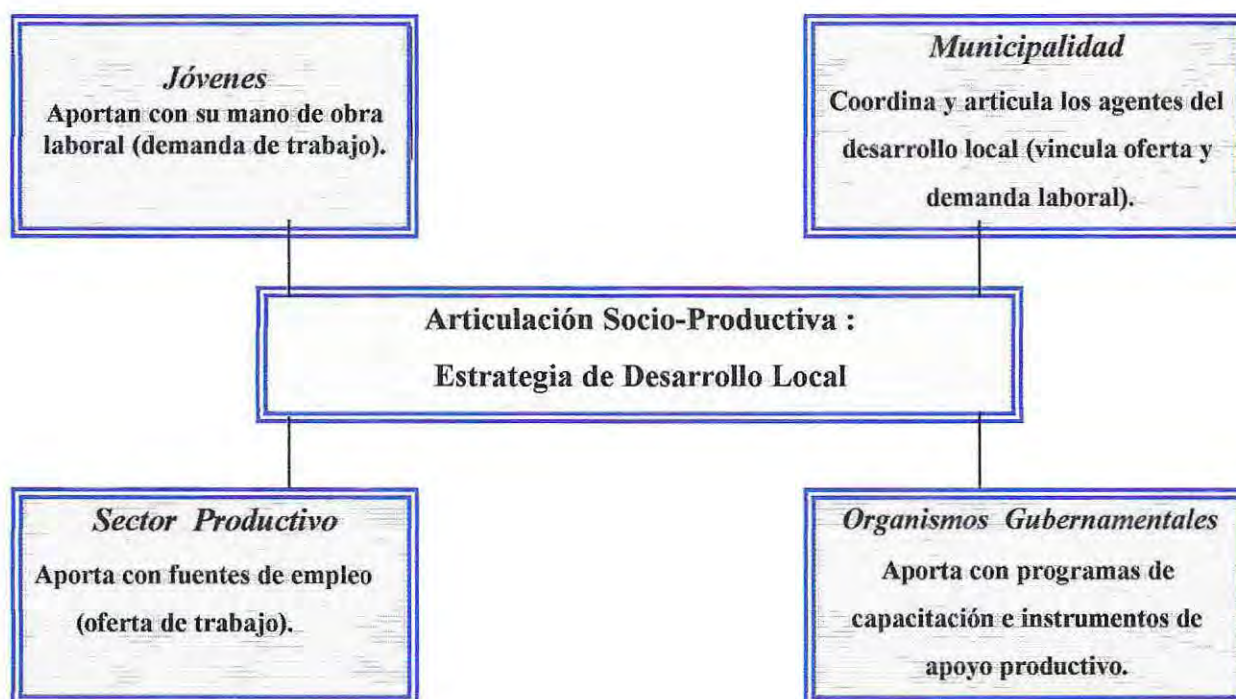 Jóvenes
Aportan con su mano de obra
laboral (demanda de trabajo).
Municipalidad
Coordina y articula los agentes del
desarrollo local (vincula oferta y
demanda laboral).
Articulación Socio-Productiva :
Estrategia de Desarrollo Local
Sector Productivo
Aporta con fuentes de empleo
(oferta de trabajo).
Organismos Gubernamentales
Aporta con programas de
capacitación e instrumentos de
apoyo productivo.